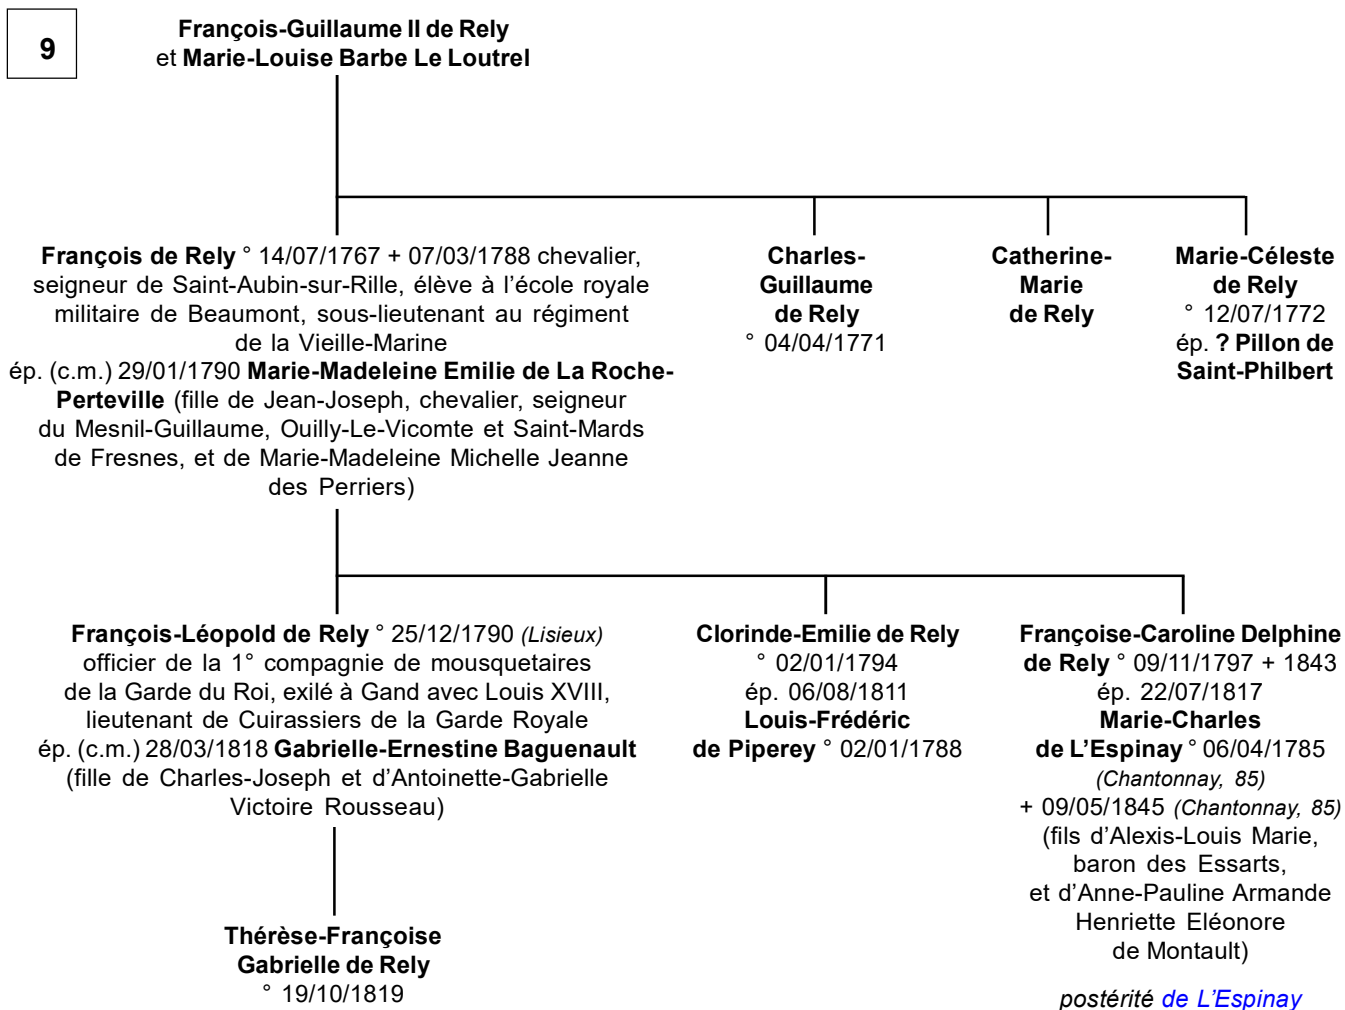 9
François-Guillaume II de Rely
et Marie-Louise Barbe Le Loutrel
François de Rely ° 14/07/1767 + 07/03/1788 chevalier,
seigneur de Saint-Aubin-sur-Rille, élève à l’école royale
militaire de Beaumont, sous-lieutenant au régiment
de la Vieille-Marine
ép. (c.m.) 29/01/1790 Marie-Madeleine Emilie de La Roche-
Perteville (fille de Jean-Joseph, chevalier, seigneur
du Mesnil-Guillaume, Ouilly-Le-Vicomte et Saint-Mards
de Fresnes, et de Marie-Madeleine Michelle Jeanne
des Perriers)
Charles-
Guillaume
de Rely
° 04/04/1771
Catherine-
Marie
de Rely
Marie-Céleste
de Rely
° 12/07/1772
ép. ? Pillon de
Saint-Philbert
François-Léopold de Rely ° 25/12/1790 (Lisieux)
officier de la 1° compagnie de mousquetaires
de la Garde du Roi, exilé à Gand avec Louis XVIII,
lieutenant de Cuirassiers de la Garde Royale
ép. (c.m.) 28/03/1818 Gabrielle-Ernestine Baguenault
(fille de Charles-Joseph et d’Antoinette-Gabrielle
Victoire Rousseau)
Clorinde-Emilie de Rely
° 02/01/1794
ép. 06/08/1811
Louis-Frédéric
de Piperey ° 02/01/1788
Françoise-Caroline Delphine
de Rely ° 09/11/1797 + 1843
ép. 22/07/1817
Marie-Charles
de L’Espinay ° 06/04/1785
(Chantonnay, 85)
+ 09/05/1845 (Chantonnay, 85)
(fils d’Alexis-Louis Marie,
baron des Essarts,
et d’Anne-Pauline Armande
Henriette Eléonore
de Montault)
postérité de L’Espinay
Thérèse-Françoise
Gabrielle de Rely
° 19/10/1819